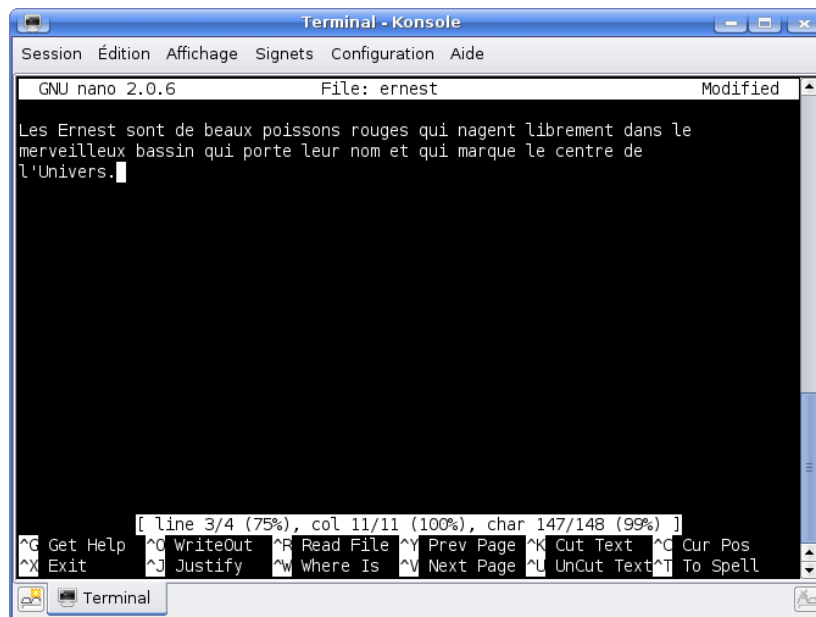 Terminal - Konsole
Session Édition Affichage Signets Configuration Aide
GNU nano 2.0.6 File: ernest Modified
Les Ernest sont de beaux poissons rouges qui nagent librement dans le
merveilleux bassin qui porte leur nom et qui marque le centre de
l'Univers.
[ line 3/4 (75%), col 11/11 (100%), char 147/148 (99%) ]
^G Get Help ^O WriteOut ^R Read File ^Y Prev Page ^K Cut Text ^C Cur Pos
^X Exit ^J Justify ^W Where Is ^V Next Page ^U UnCut Text ^T To Spell
Terminal